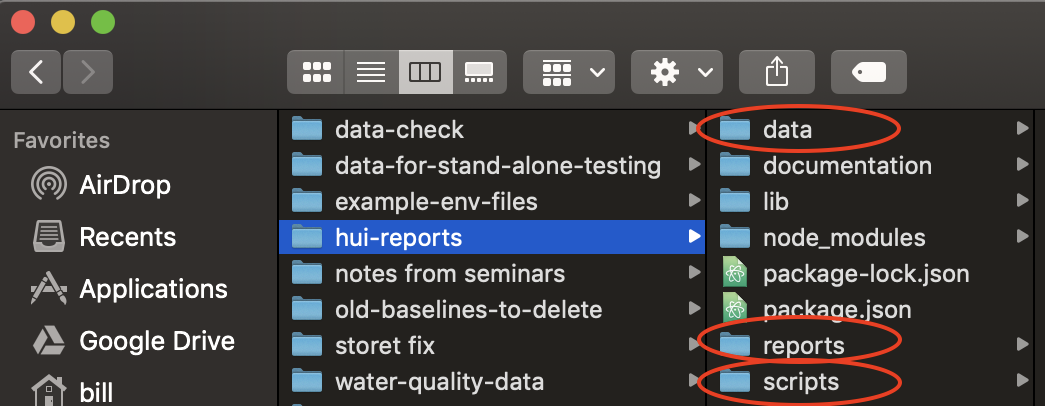 Favorites
AirDrop
Recents
Applications
Google Drive
bill
data-check
data-for-stand-alone-testing
example-env-files
hui-reports
notes from seminars
old-baselines-to-delete
storet fix
water-quality-data
data
documentation
lib
node_modules
package-lock.json
package.json
reports
scripts